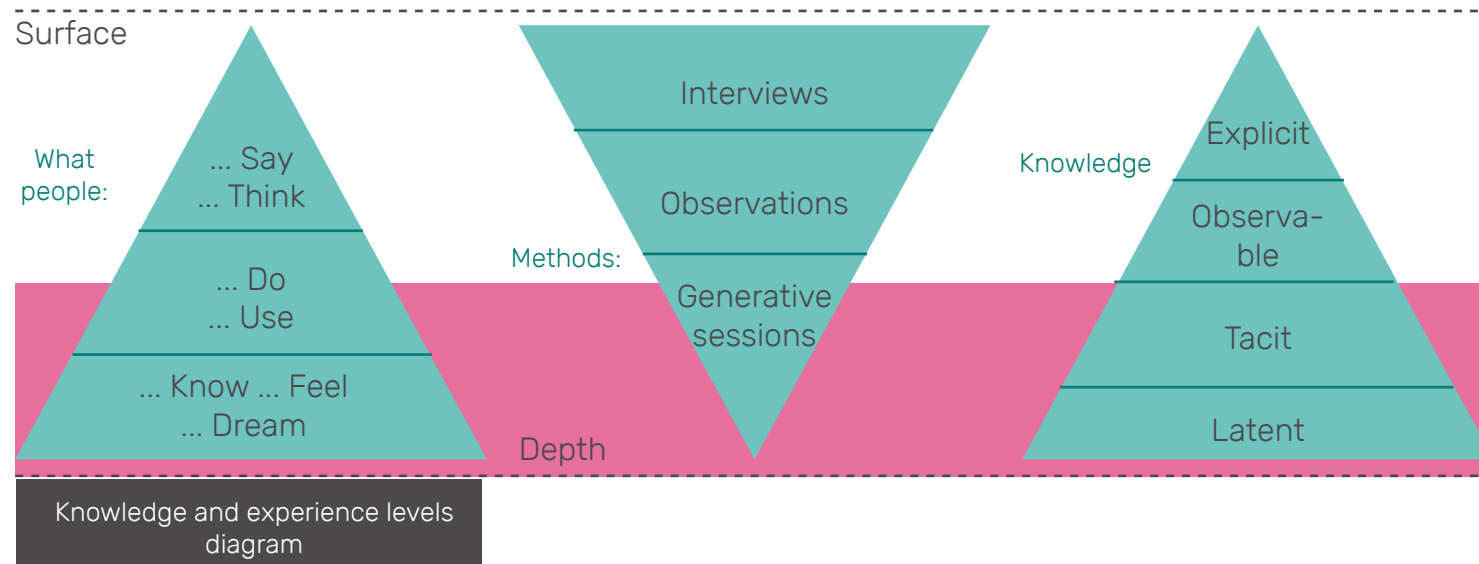 Surface
What
people:
... Say
... Think
... Do
... Use
... Know ... Feel
... Dream
Methods:
Interviews
Observations
Generative
sessions
Depth
Knowledge
Explicit
Observa-
ble
Tacit
Latent
Knowledge and experience levels
diagram